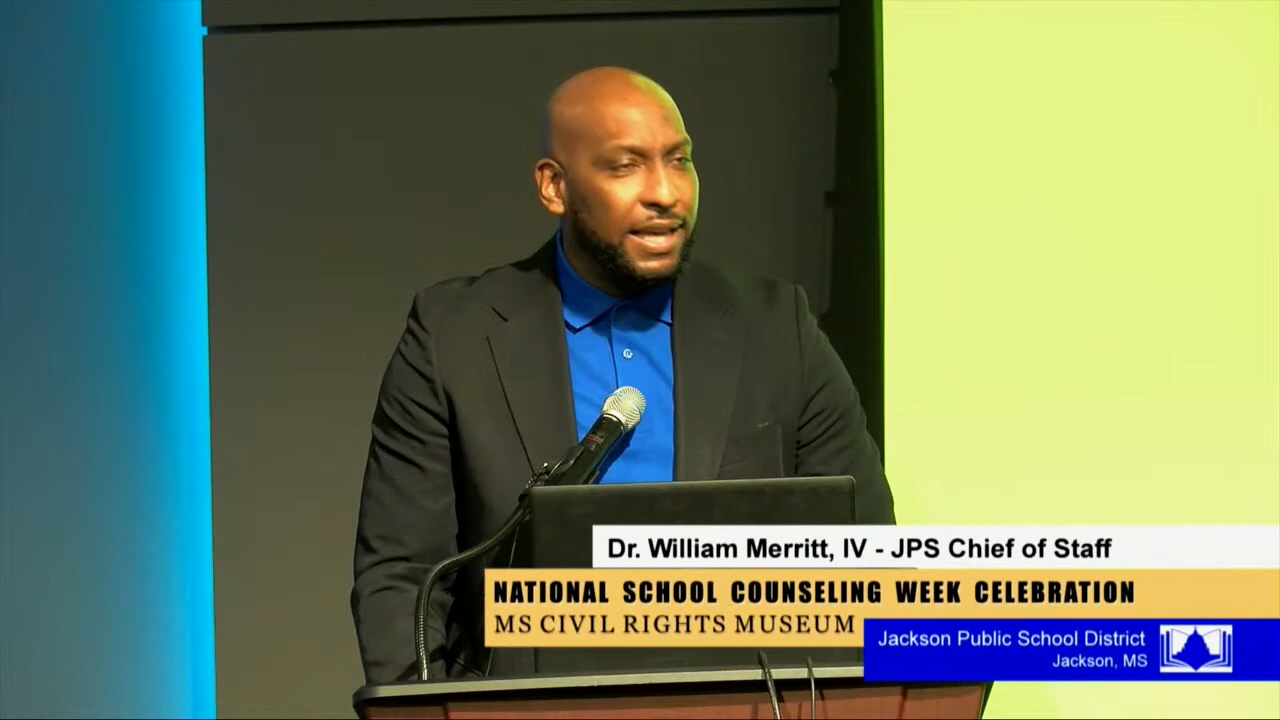 Dr. William Merritt, IV - JPS Chief of Staff
NATIONAL SCHOOL COUNSELING WEEK CELEBRATION
MS CIVIL RIGHTS MUSEUM
Jackson Public School District
Jackson, MS